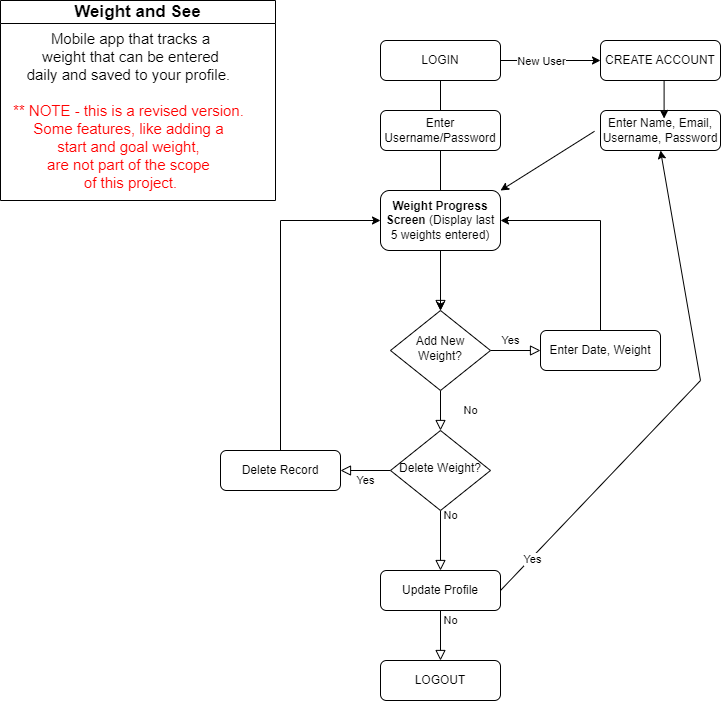 Weight and See
Mobile app that tracks a
weight that can be entered
daily and saved to your profile.
** NOTE - this is a revised version.
Some features, like adding a
start and goal weight,
are not part of the scope
of this project.
LOGIN
New User
CREATE ACCOUNT
Enter
Username/Password
Enter Name, Email,
Username, Password
Weight Progress
Screen (Display last
5 weights entered)
Add New
Weight?
Yes
Enter Date, Weight
No
Delete Record
Yes
Delete Weight?
No
Yes
Update Profile
No
LOGOUT